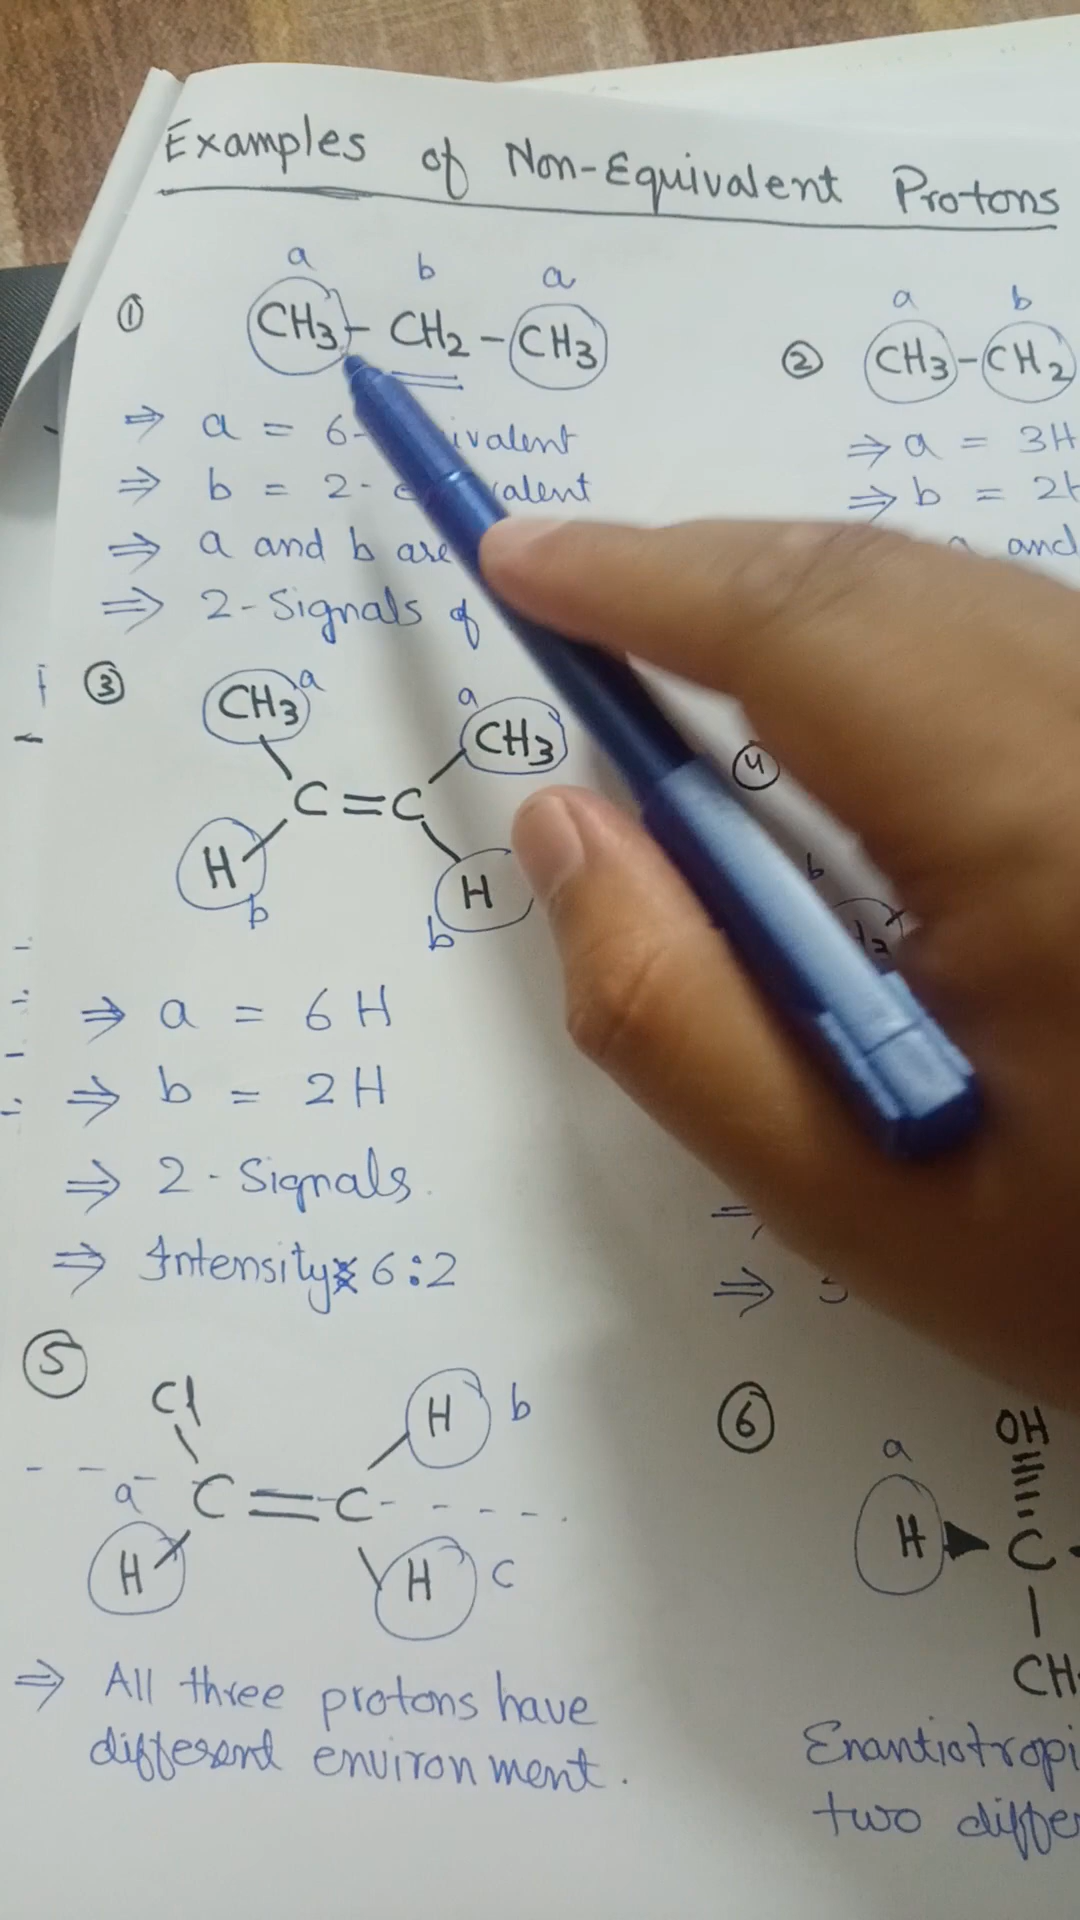 Examples of Non-Equivalent Protons
a b a
① CH3 - CH2 - CH3
⇒ a = 6-
⇒ b = 2-
⇒ a and b are
⇒ 2-Signals of
a b
② CH3 - CH2
⇒ a = 3H
⇒ b = 2H
and
③ CH3 a
a CH3
C=C
H H
b b
⇒ a = 6H
⇒ b = 2H
⇒ 2-Signals.
⇒ Intensity 6:2
④
b
⑤
Cl H b
a C=C
H H c
⇒ All three protons have
different environment.
⑥
OH
a
H C
CH